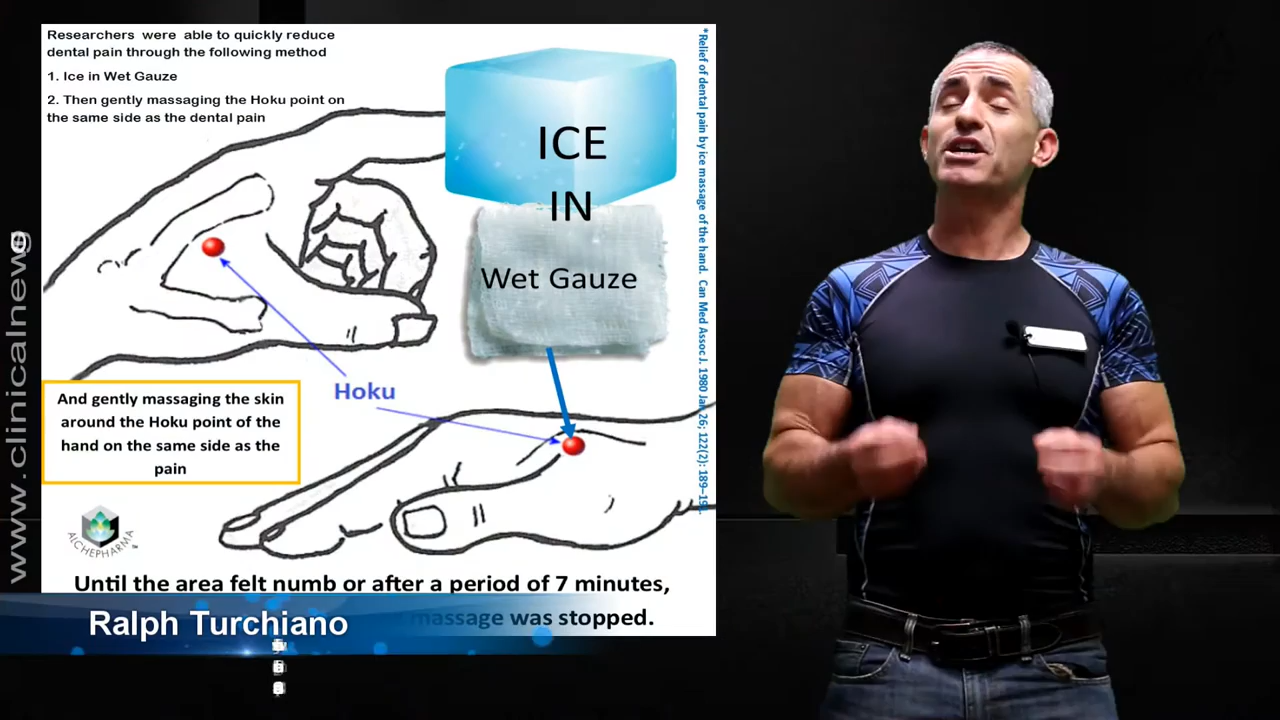 Researchers were able to quickly reduce
dental pain through the following method
1. Ice in Wet Gauze
2. Then gently massaging the Hoku point on
the same side as the dental pain
ICE
IN
Wet Gauze
*Relief of dental pain by ice massage of the hand. Can Med Assoc J. 1980 Jan 26; 122(2): 189–191.
Hoku
And gently massaging the skin
around the Hoku point of the
hand on the same side as the
pain
ALCHEPHARMA
Until the area felt numb or after a period of 7 minutes,
massage was stopped.
Ralph Turchiano
www.clinicalnews